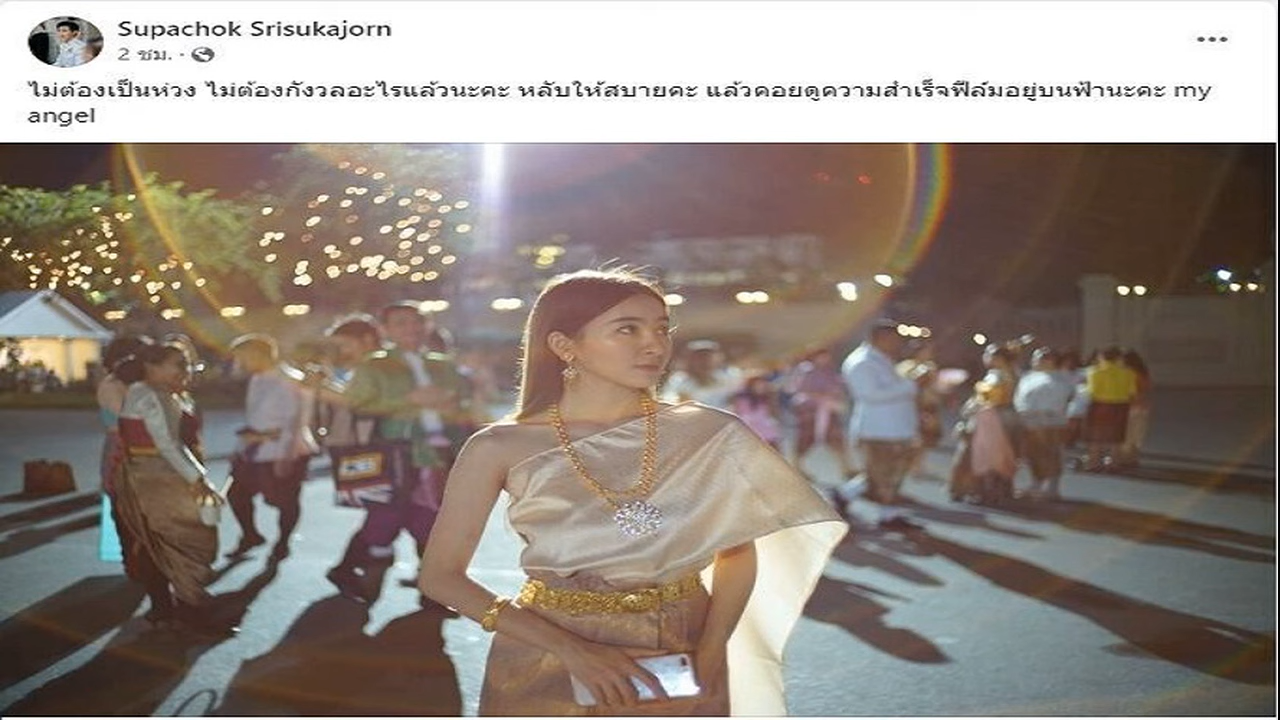 Supachok Srisukajorn
2 ชม. ·
ไม่ต้องเป็นห่วง ไม่ต้องกังวลอะไรแล้วนะคะ หลับให้สบายคะ แล้วคอยดูความสำเร็จฟีล์มอยู่บนฟ้านะคะ my
angel